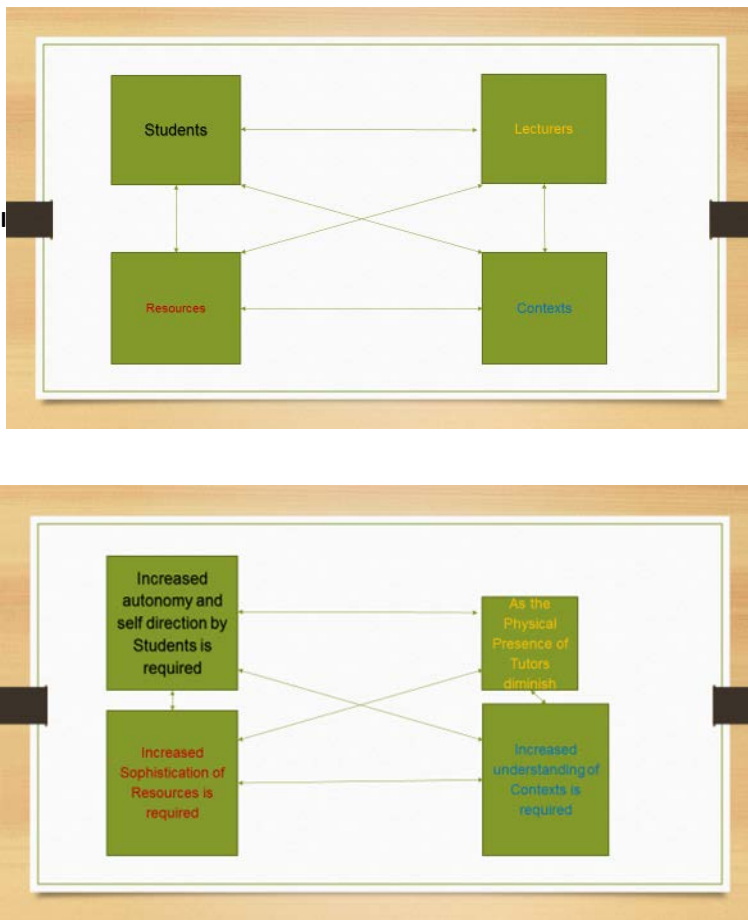 Students
Lecturers
Resources
Contexts
Increased
autonomy and
self direction by
Students is
required
As the
Physical
Presence of
Tutors
diminish
Increased
Sophistication of
Resources is
required
Increased
understanding of
Contexts is
required